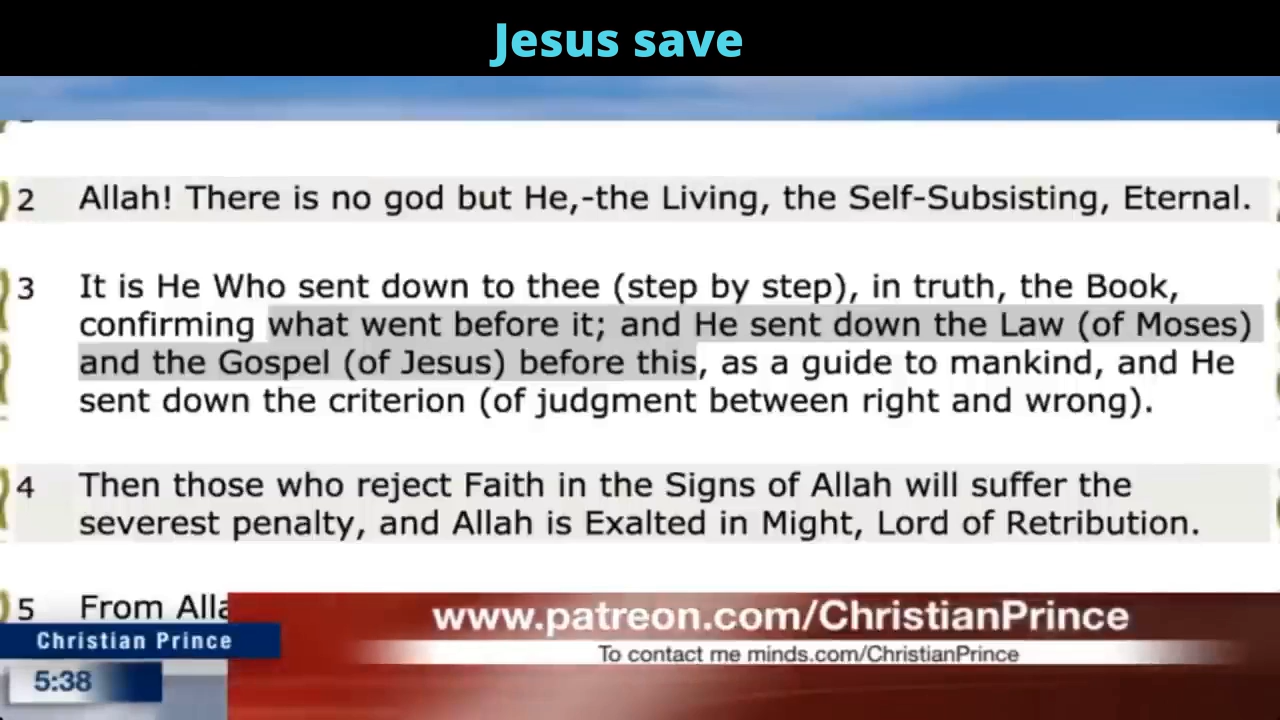 Jesus save
2 Allah! There is no god but He,-the Living, the Self-Subsisting, Eternal.
3 It is He Who sent down to thee (step by step), in truth, the Book,
confirming what went before it; and He sent down the Law (of Moses)
and the Gospel (of Jesus) before this, as a guide to mankind, and He
sent down the criterion (of judgment between right and wrong).
4 Then those who reject Faith in the Signs of Allah will suffer the
severest penalty, and Allah is Exalted in Might, Lord of Retribution.
5 From Alla
www.patreon.com/ChristianPrince
Christian Prince
To contact me minds.com/ChristianPrince
5:38